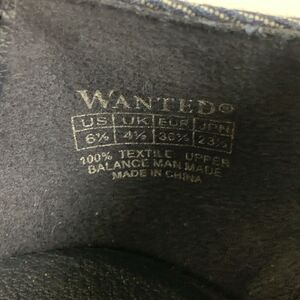 WANTED®
US UK EUR JPN
6½ 4½ 36½ 23½
100% TEXTILE UPPER
BALANCE MAN MADE
MADE IN CHINA